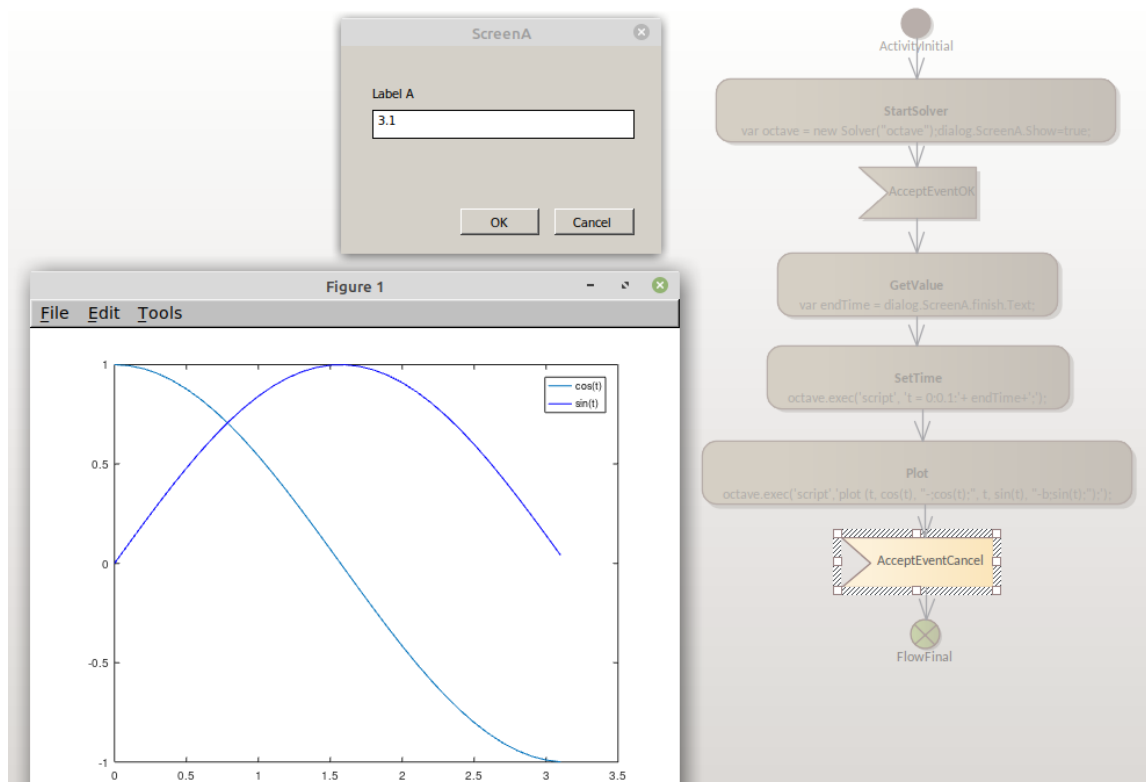 ScreenA
Label A
3.1
OK
Cancel
Figure 1
File Edit Tools
1
0.5
0
-0.5
-1
0
0.5
1
1.5
2
2.5
3
3.5
cos(t)
sin(t)
ActivityInitial
StartSolver
var octave = new Solver("octave");dialog.ScreenA.Show=true;
AcceptEventOK
GetValue
var endTime = dialog.ScreenA.finish.Text;
SetTime
octave.exec('script', 't = 0:0.1:'+ endTime+';');
Plot
octave.exec('script','plot (t, cos(t), "-;cos(t);", t, sin(t), "-b;sin(t);");');
AcceptEventCancel
FlowFinal